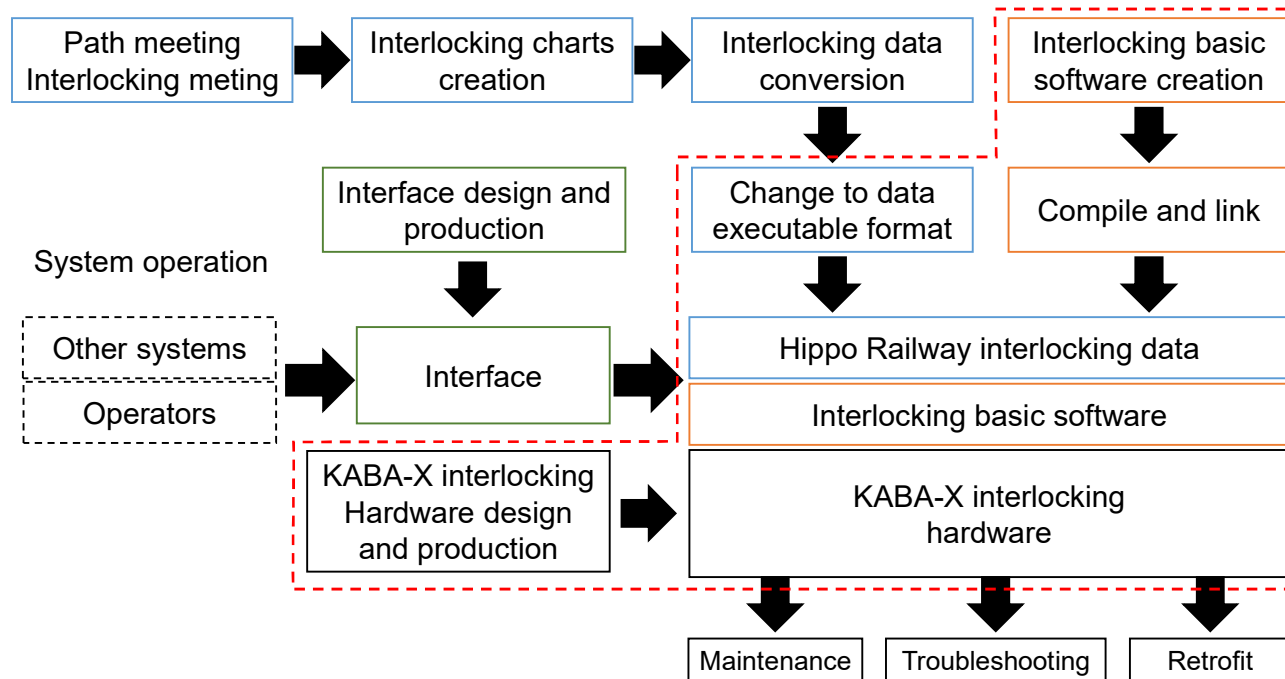 Path meeting
Interlocking meting
Interlocking charts
creation
Interlocking data
conversion
Interlocking basic
software creation
Interface design and
production
Change to data
executable format
Compile and link
System operation
Other systems
Operators
Interface
Hippo Railway interlocking data
Interlocking basic software
KABA-X interlocking
Hardware design
and production
KABA-X interlocking
hardware
Maintenance
Troubleshooting
Retrofit